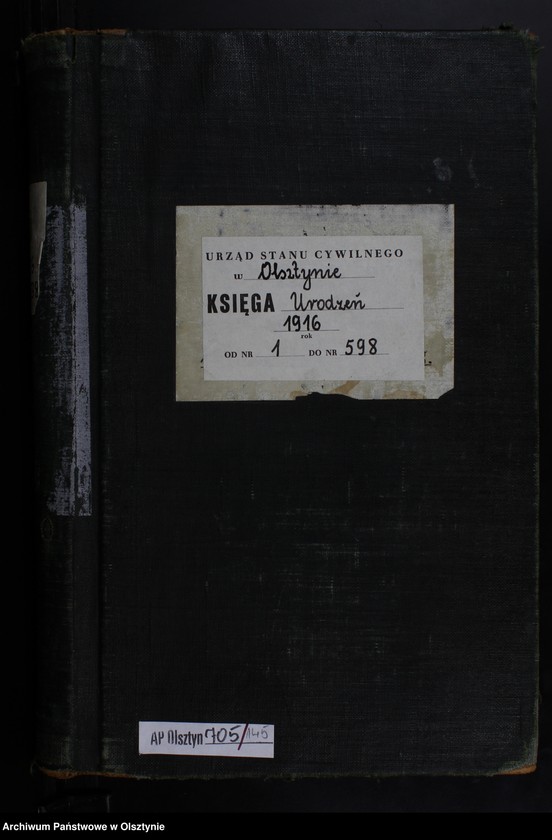 URZĄD STANU CYWILNEGO
w Olsztynie
KSIĘGA Urodzeń
1916
rok
OD NR 1 DO NR 598
AP Olsztyn 705/145
Archiwum Państwowe w Olsztynie